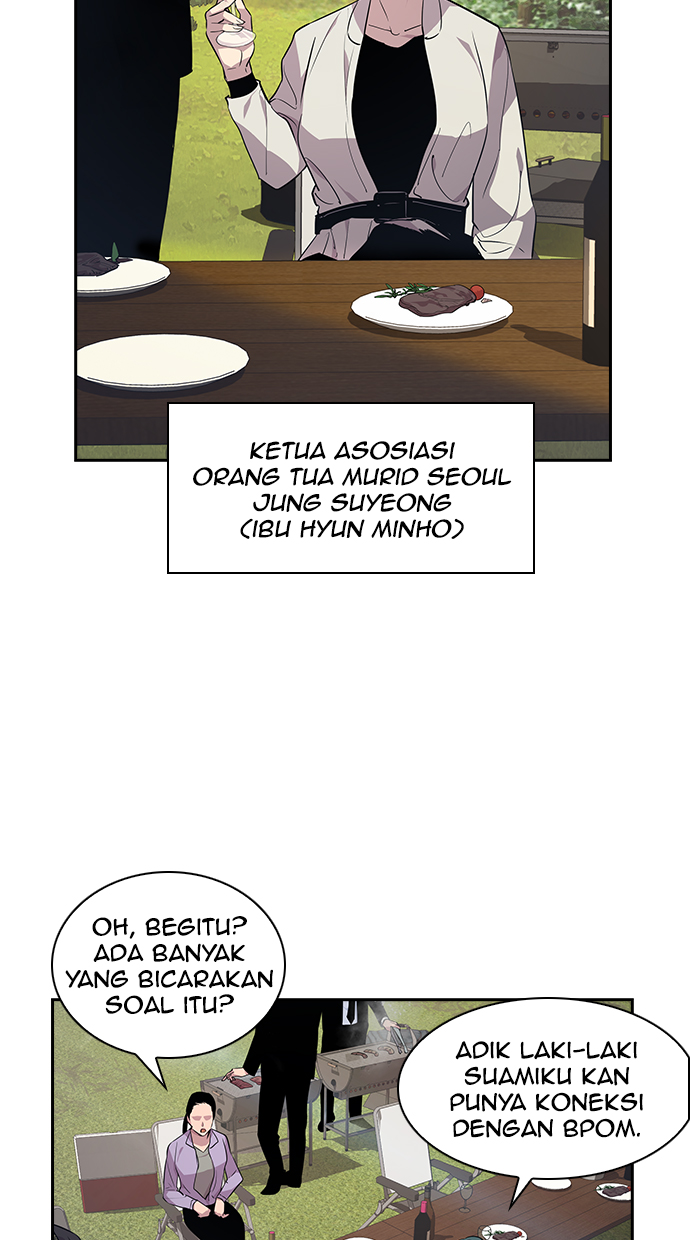 KETUA ASOSIASI
ORANG TUA MURID SEOUL
JUNG SUYEONG
(IBU HYUN MINHO)
OH, BEGITU?
ADA BANYAK
YANG BICARAKAN
SOAL ITU?
ADIK LAKI-LAKI
SUAMIKU KAN
PUNYA KONEKSI
DENGAN BPOM.